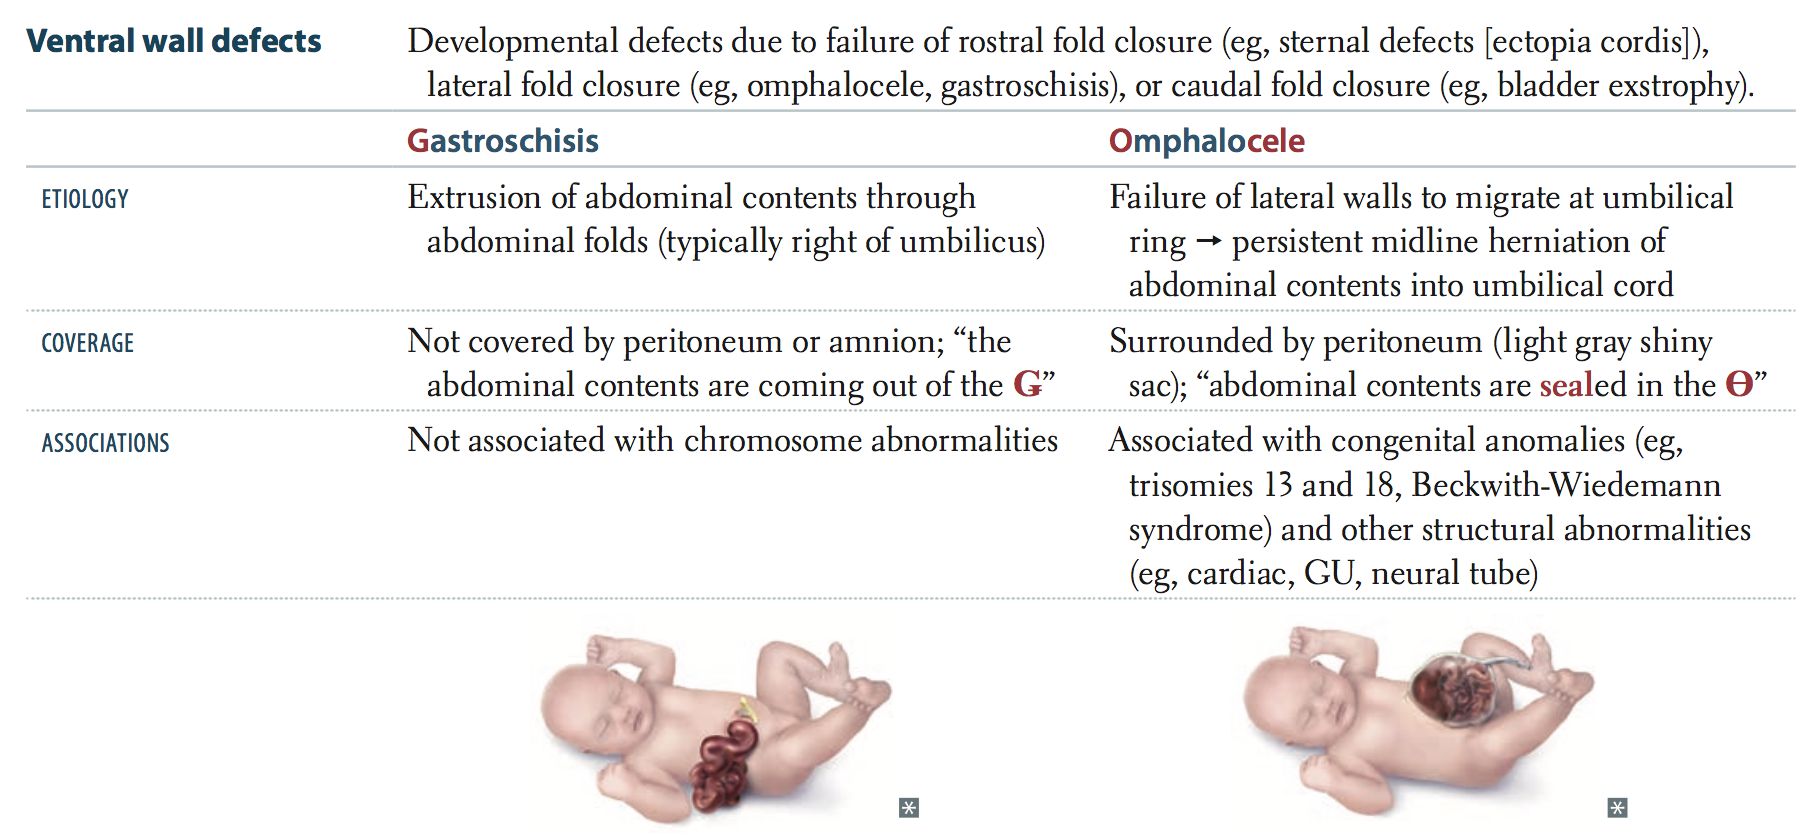 Ventral wall defects
Developmental defects due to failure of rostral fold closure (eg, sternal defects [ectopia cordis]),
lateral fold closure (eg, omphalocele, gastroschisis), or caudal fold closure (eg, bladder exstrophy).
Gastroschisis
Omphalocele
ETIOLOGY
Extrusion of abdominal contents through
abdominal folds (typically right of umbilicus)
Failure of lateral walls to migrate at umbilical
ring → persistent midline herniation of
abdominal contents into umbilical cord
COVERAGE
Not covered by peritoneum or amnion; “the
abdominal contents are coming out of the G”
Surrounded by peritoneum (light gray shiny
sac); “abdominal contents are sealed in the O”
ASSOCIATIONS
Not associated with chromosome abnormalities
Associated with congenital anomalies (eg,
trisomies 13 and 18, Beckwith-Wiedemann
syndrome) and other structural abnormalities
(eg, cardiac, GU, neural tube)